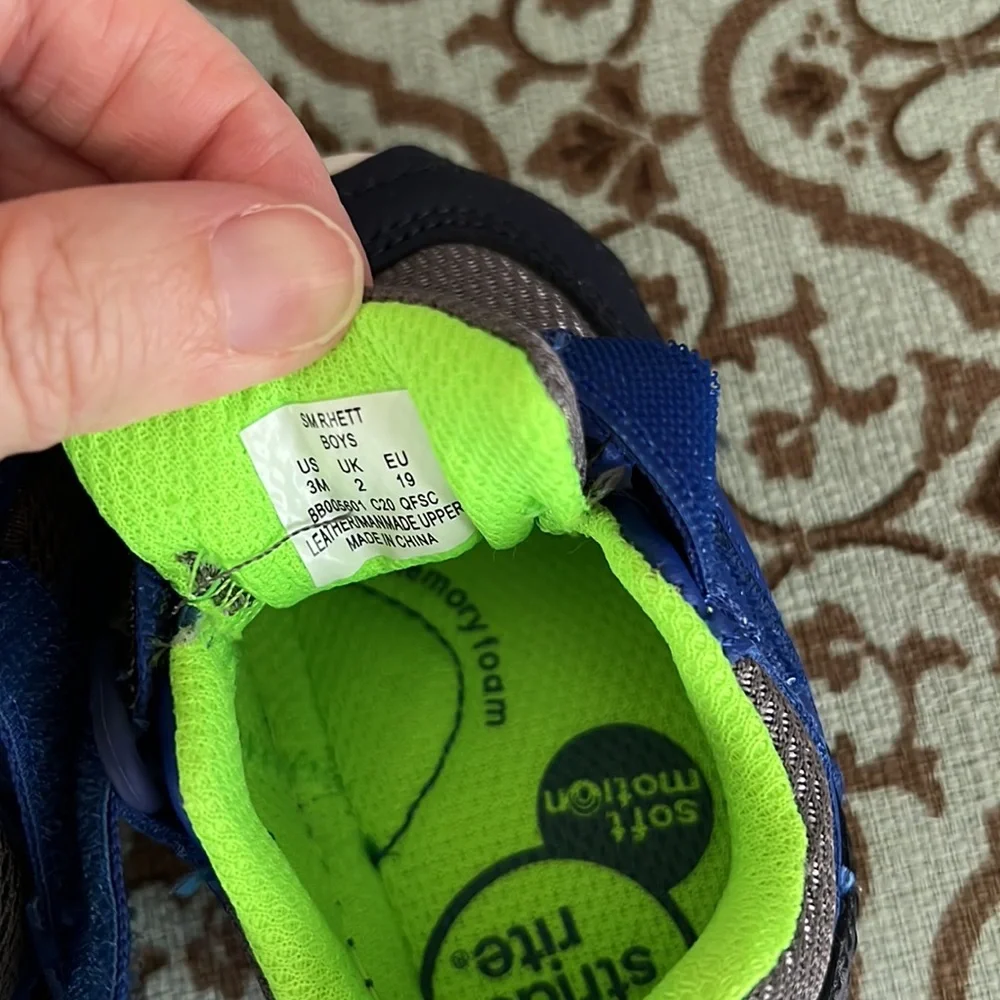 SM RHETT
BOYS
US UK EU
3M 2 19
BB005601 C20 QFSC
LEATHER/MANMADE UPPER
MADE IN CHINA
memory foam
soft
motion
stride
rite®